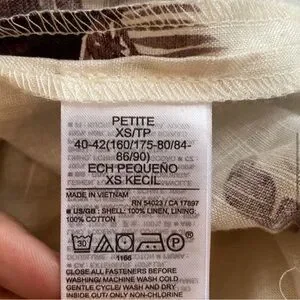 PETITE
XS/TP
40-42(160/175-80/84-
86/90)
ECH PEQUEÑO
XS KECIL
MADE IN VIETNAM
RN 54023 / CA 17897
■ US/GB: SHELL: 100% LINEN, LINING:
100% COTTON
30
1166
CLOSE ALL FASTENERS BEFORE
WASHING/ MACHINE WASH COLD
GENTLE CYCLE/ WASH AND DRY
INSIDE OUT/ ONLY NON-CHLORINE